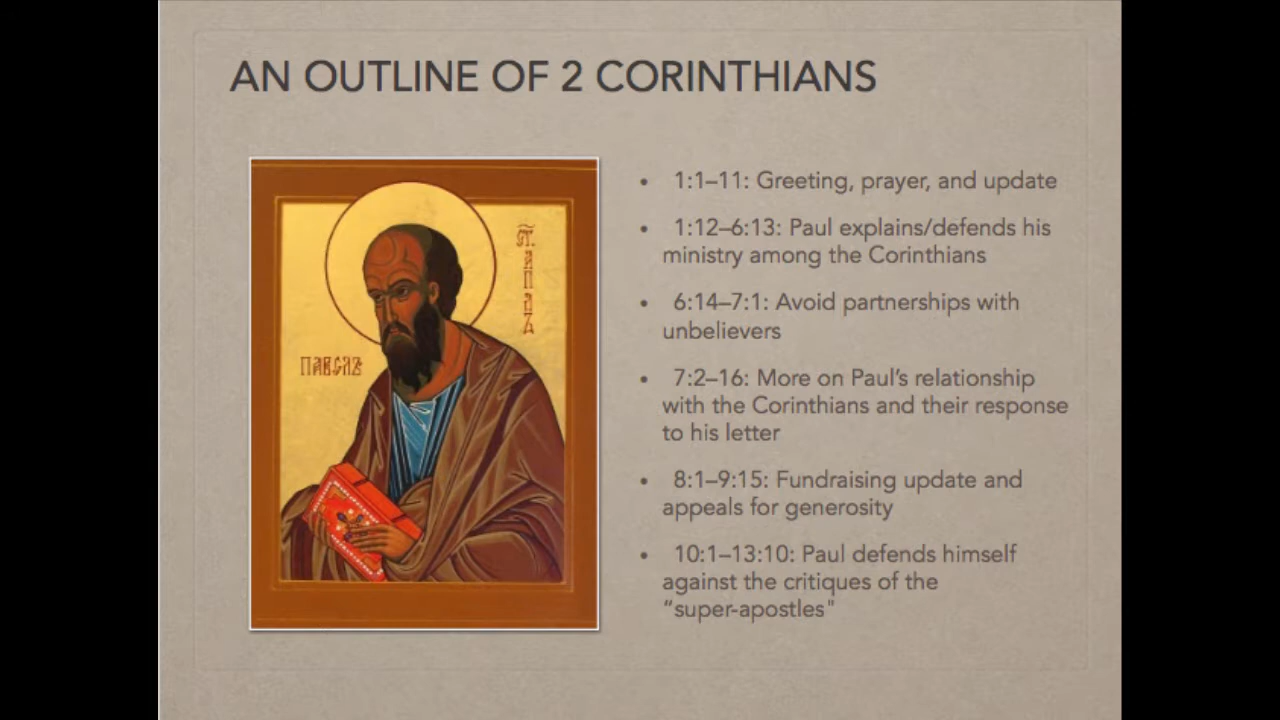 AN OUTLINE OF 2 CORINTHIANS
ПАВЕЛЪ
• 1:1–11: Greeting, prayer, and update
• 1:12–6:13: Paul explains/defends his
ministry among the Corinthians
• 6:14–7:1: Avoid partnerships with
unbelievers
• 7:2–16: More on Paul’s relationship
with the Corinthians and their response
to his letter
• 8:1–9:15: Fundraising update and
appeals for generosity
• 10:1–13:10: Paul defends himself
against the critiques of the
“super-apostles"